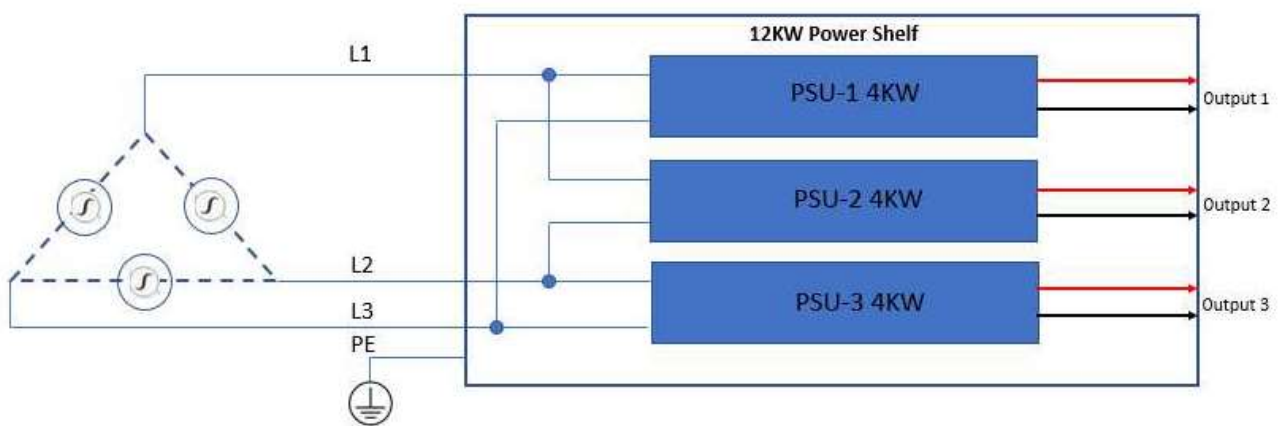 12KW Power Shelf
L1
PSU-1 4KW
Output 1
PSU-2 4KW
Output 2
L2
PSU-3 4KW
Output 3
L3
PE